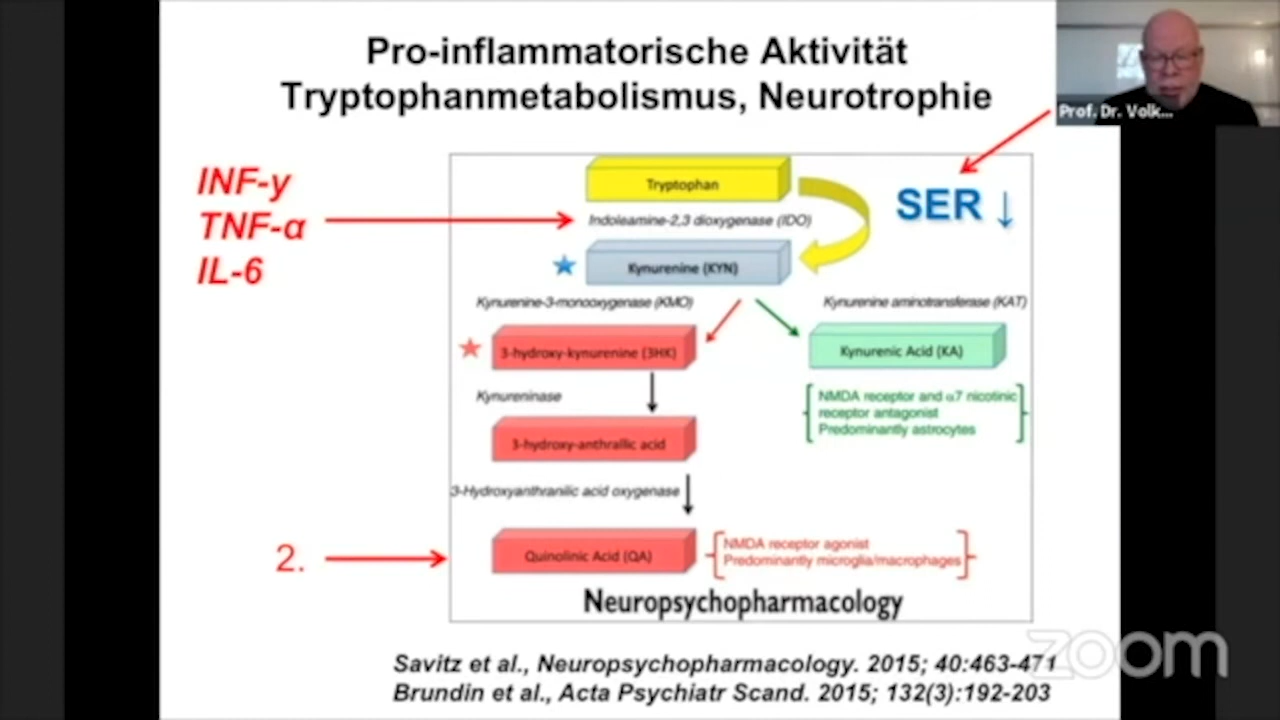 Pro-inflammatorische Aktivität
Tryptophanmetabolismus, Neurotrophie
Prof. Dr. Volk...
INF-y
TNF-α
IL-6
SER ↓
Tryptophan
Indoleamine-2,3 dioxygenase (IDO)
Kynurenine (KYN)
Kynurenine-3-monooxygenase (KMO)
Kynurenine aminotransferase (KAT)
3-hydroxy-kynurenine (3HK)
Kynurenic Acid (KA)
Kynureninase
NMDA receptor and α7 nicotinic
receptor antagonist
Predominantly astrocytes
3-hydroxy-anthrallic acid
3-Hydroxyanthranilic acid oxygenase
2.
Quinolinic Acid (QA)
NMDA receptor agonist
Predominantly microglia/macrophages
Neuropsychopharmacology
Savitz et al., Neuropsychopharmacology. 2015; 40:463-471
Brundin et al., Acta Psychiatr Scand. 2015; 132(3):192-203
zoom